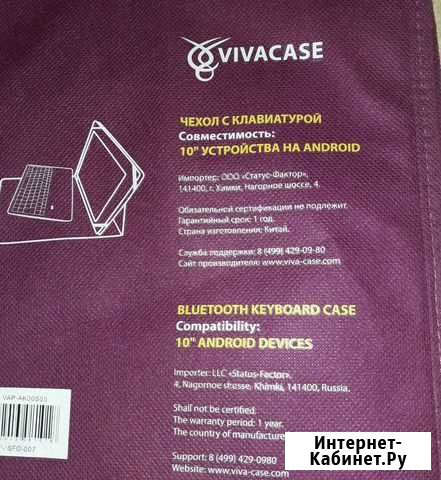 VIVACASE
ЧЕХОЛ С КЛАВИАТУРОЙ
Совместимость:
10" УСТРОЙСТВА НА ANDROID
Импортер: ООО «Статус-Фактор»,
141400, г. Химки, Нагорное шоссе, 4.
Обязательной сертификации не подлежит.
Гарантийный срок: 1 год.
Страна изготовления: Китай.
Служба поддержки: 8 (499) 429-09-80
Сайт производителя: www.viva-case.com
BLUETOOTH KEYBOARD CASE
Compatibility:
10" ANDROID DEVICES
Importer: LLC «Status-Factor»,
4, Nagornoe shosse, Khimki, 141400, Russia.
Shall not be certified.
The warranty period: 1 year.
The country of manufacture
Support: 8 (499) 429-0980
Website: www.viva-case.com
Интернет-
Кабинет.Ру